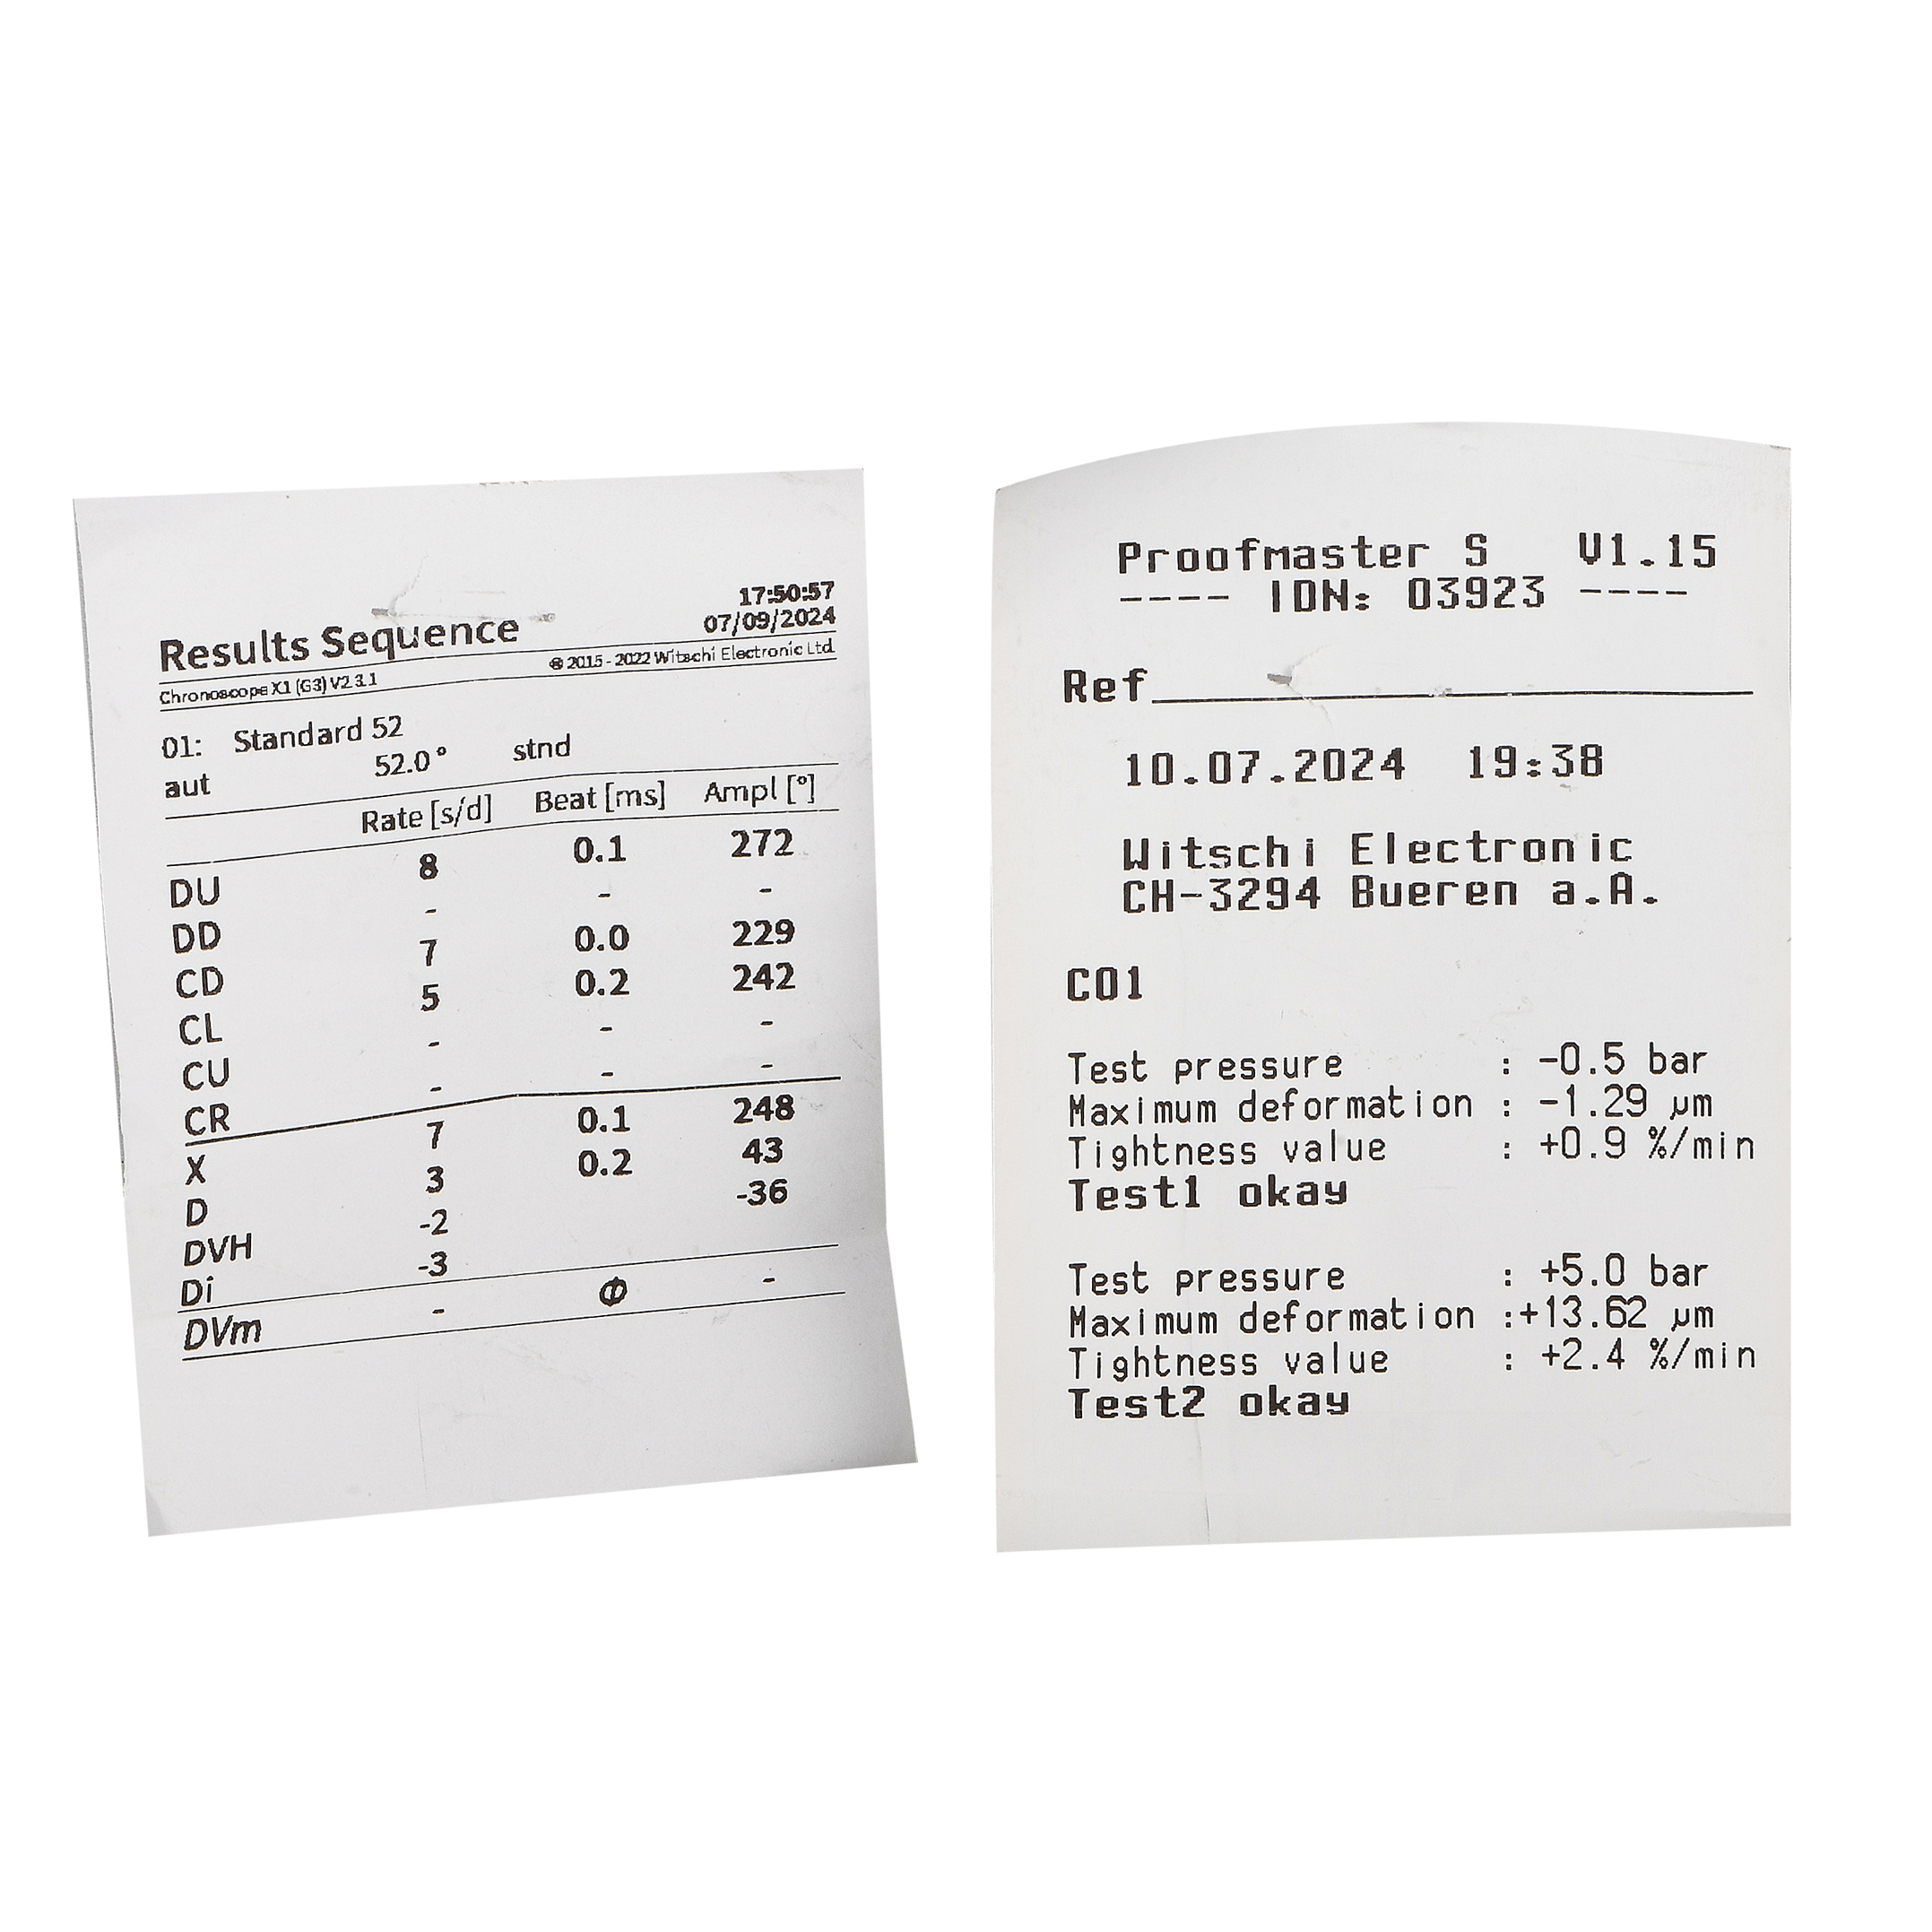 17:50:57
Results Sequence 07/09/2024
Chronoscope X1 (G3) V2.3.1 © 2015 - 2022 Witschi Electronic Ltd.
01: Standard 52
aut 52.0° stnd
Rate [s/d] Beat [ms] Ampl [°]
DU 8 0.1 272
DD - - -
CD 7 0.0 229
CL 5 0.2 242
CU - - -
CR - - -
X 7 0.1 248
D 3 0.2 43
DVH -2 -36
Di -3
DVm - Φ -
Proofmaster S V1.15
---- IDN: 03923 ----
Ref
10.07.2024 19:38
Witschi Electronic
CH-3294 Bueren a.A.
C01
Test pressure : -0.5 bar
Maximum deformation : -1.29 µm
Tightness value : +0.9 %/min
Test1 okay
Test pressure : +5.0 bar
Maximum deformation :+13.62 µm
Tightness value : +2.4 %/min
Test2 okay